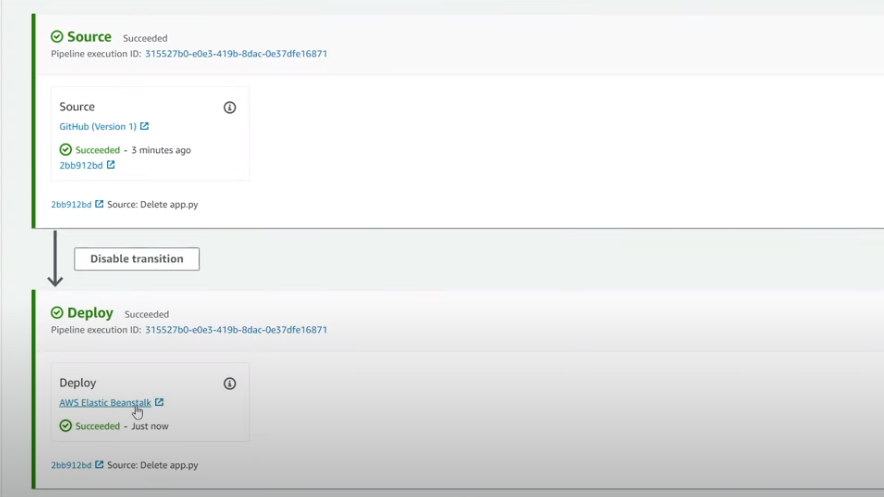 Source Succeeded
Pipeline execution ID: 315527b0-e0e3-419b-8dac-0e37dfe16871
Source
GitHub (Version 1)
Succeeded - 3 minutes ago
2bb912bd
2bb912bd Source: Delete app.py
Disable transition
Deploy Succeeded
Pipeline execution ID: 315527b0-e0e3-419b-8dac-0e37dfe16871
Deploy
AWS Elastic Beanstalk
Succeeded - Just now
2bb912bd Source: Delete app.py